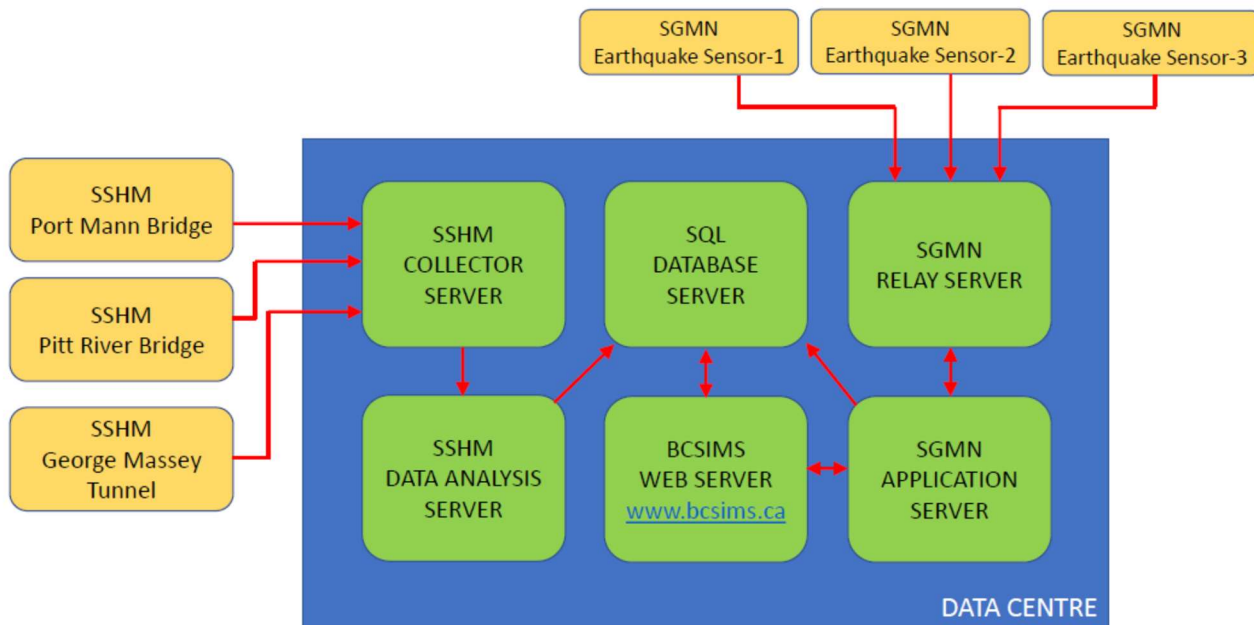 SGMN
Earthquake Sensor-1
SGMN
Earthquake Sensor-2
SGMN
Earthquake Sensor-3
SSHM
Port Mann Bridge
SSHM
Pitt River Bridge
SSHM
George Massey
Tunnel
SSHM
COLLECTOR
SERVER
SQL
DATABASE
SERVER
SGMN
RELAY SERVER
SSHM
DATA ANALYSIS
SERVER
BCSIMS
WEB SERVER
www.bcsims.ca
SGMN
APPLICATION
SERVER
DATA CENTRE